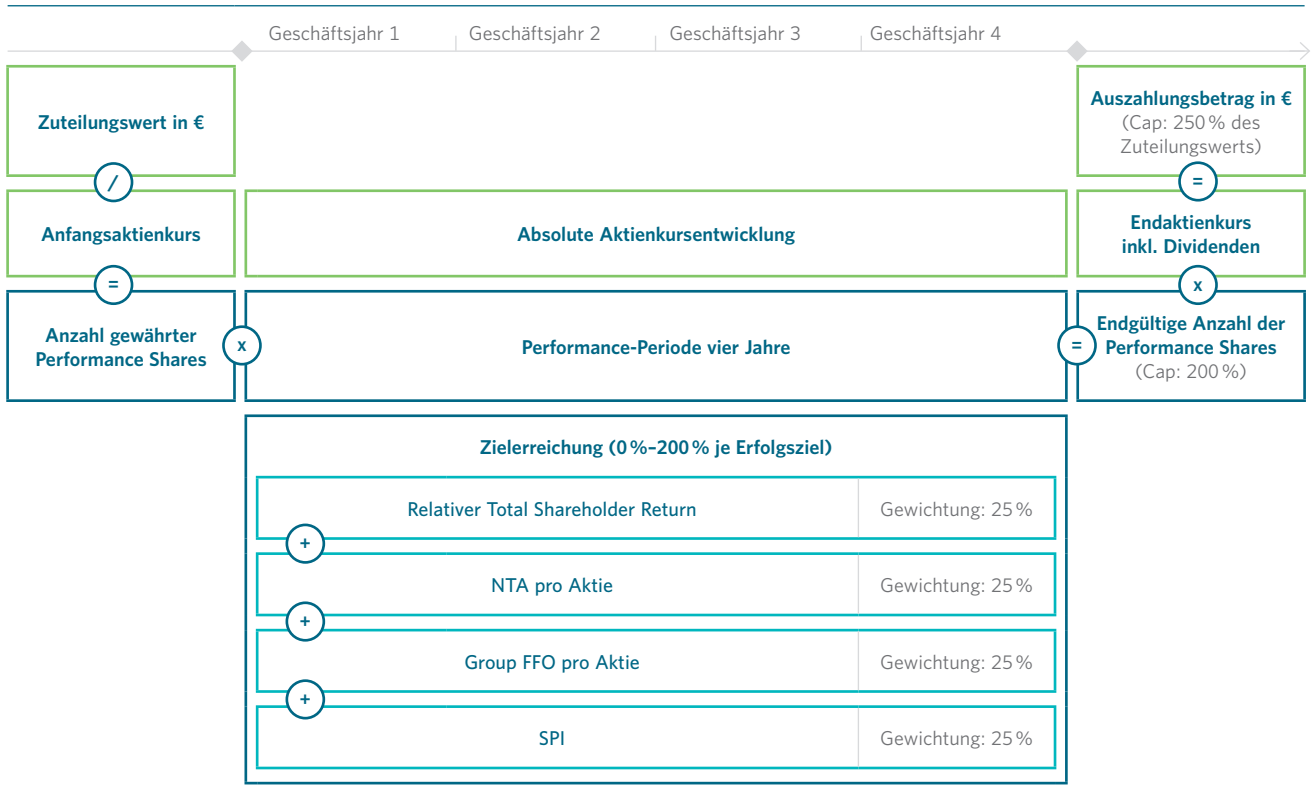 Geschäftsjahr 1
Geschäftsjahr 2
Geschäftsjahr 3
Geschäftsjahr 4
Zuteilungswert in €
/
Anfangsaktienkurs
=
Anzahl gewährter
Performance Shares
x
Absolute Aktienkursentwicklung
Performance-Periode vier Jahre
=
Auszahlungsbetrag in €
(Cap: 250 % des
Zuteilungswerts)
=
Endaktienkurs
inkl. Dividenden
x
Endgültige Anzahl der
Performance Shares
(Cap: 200 %)
Zielerreichung (0 %–200 % je Erfolgsziel)
Relativer Total Shareholder Return
Gewichtung: 25 %
+
NTA pro Aktie
Gewichtung: 25 %
+
Group FFO pro Aktie
Gewichtung: 25 %
+
SPI
Gewichtung: 25 %